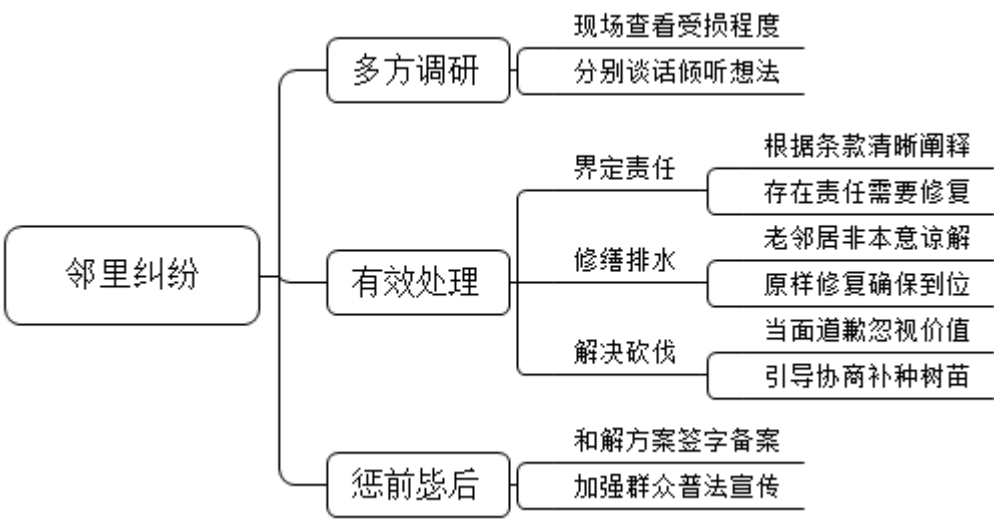 邻里纠纷
多方调研
现场查看受损程度
分别谈话倾听想法
有效处理
界定责任
根据条款清晰阐释
存在责任需要修复
修缮排水
老邻居非本意谅解
原样修复确保到位
解决砍伐
当面道歉忽视价值
引导协商补种树苗
惩前毖后
和解方案签字备案
加强群众普法宣传